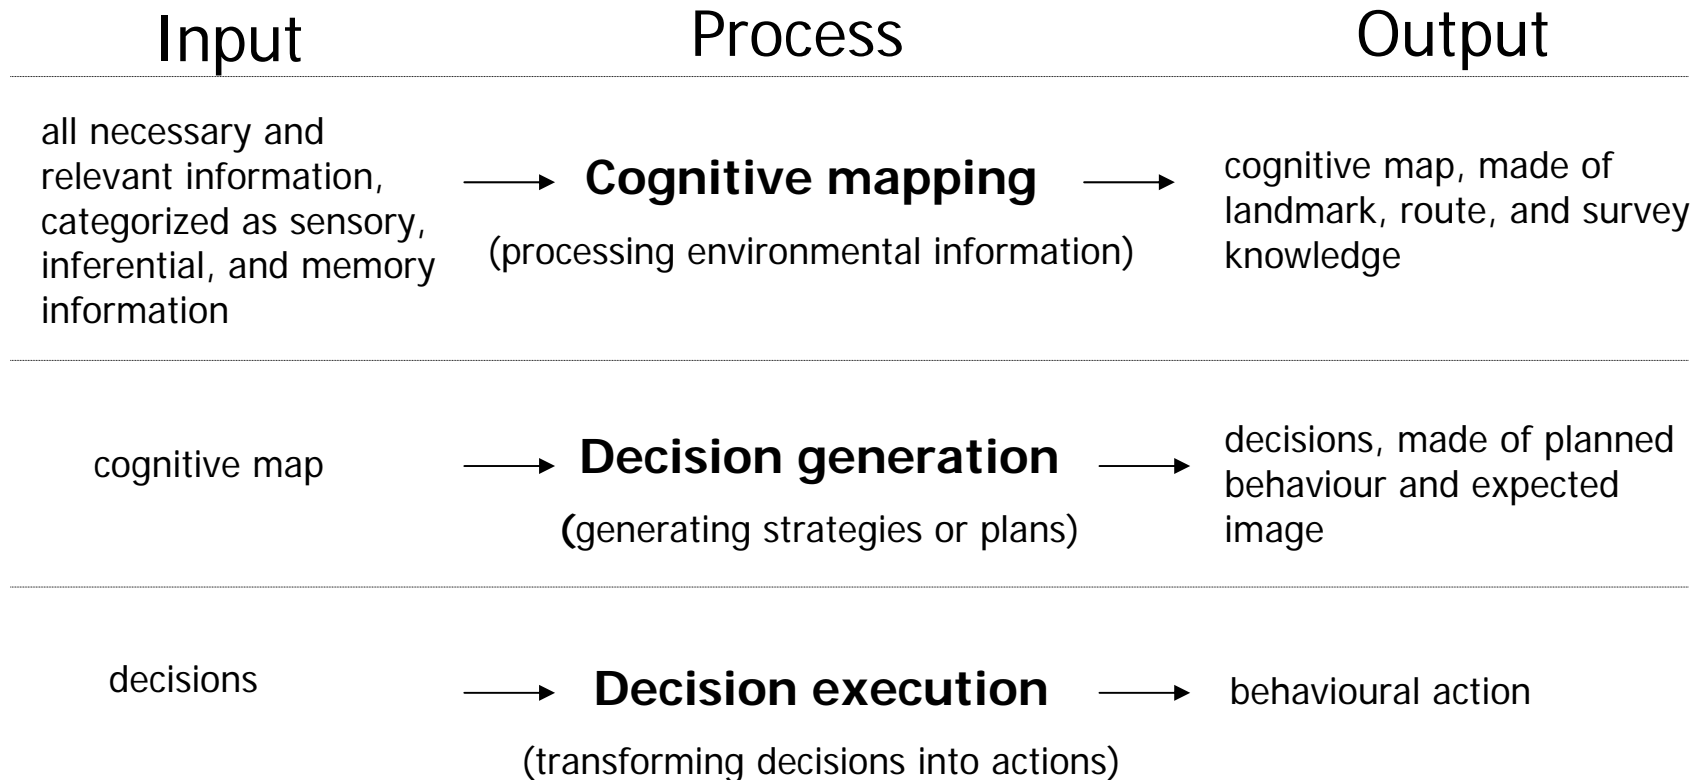 Input
Process
Output
all necessary and
relevant information,
categorized as sensory,
inferential, and memory
information
Cognitive mapping
(processing environmental information)
cognitive map, made of
landmark, route, and survey
knowledge
cognitive map
Decision generation
(generating strategies or plans)
decisions, made of planned
behaviour and expected
image
decisions
Decision execution
(transforming decisions into actions)
behavioural action